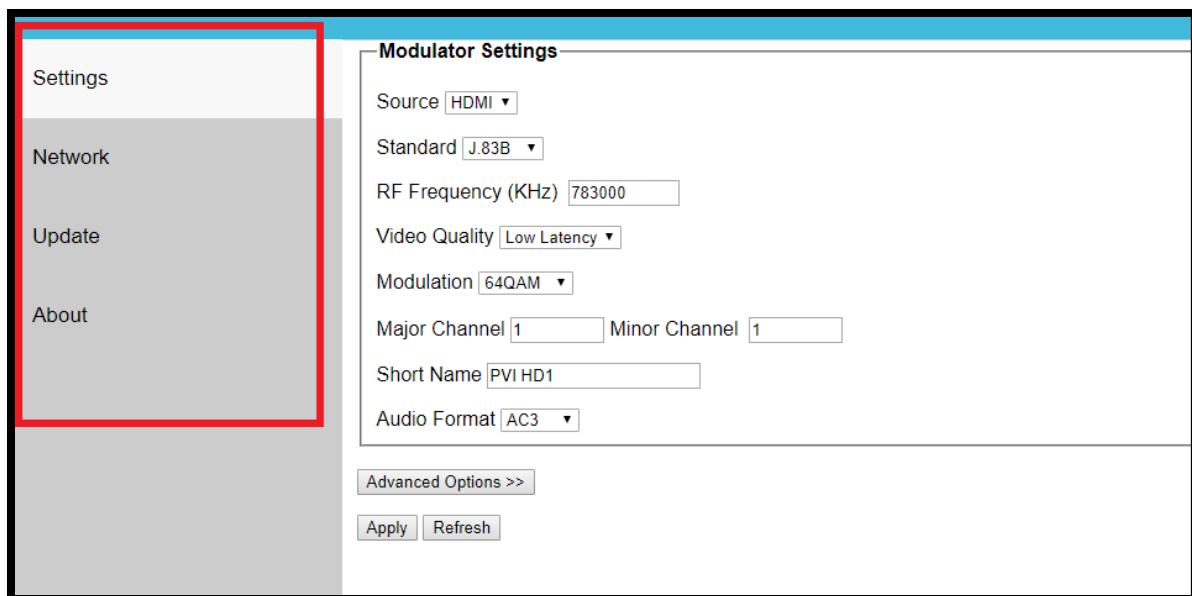 Settings
Network
Update
About
Modulator Settings
Source HDMI
Standard J.83B
RF Frequency (KHz) 783000
Video Quality Low Latency
Modulation 64QAM
Major Channel 1 Minor Channel 1
Short Name PVI HD1
Audio Format AC3
Advanced Options >>
Apply Refresh